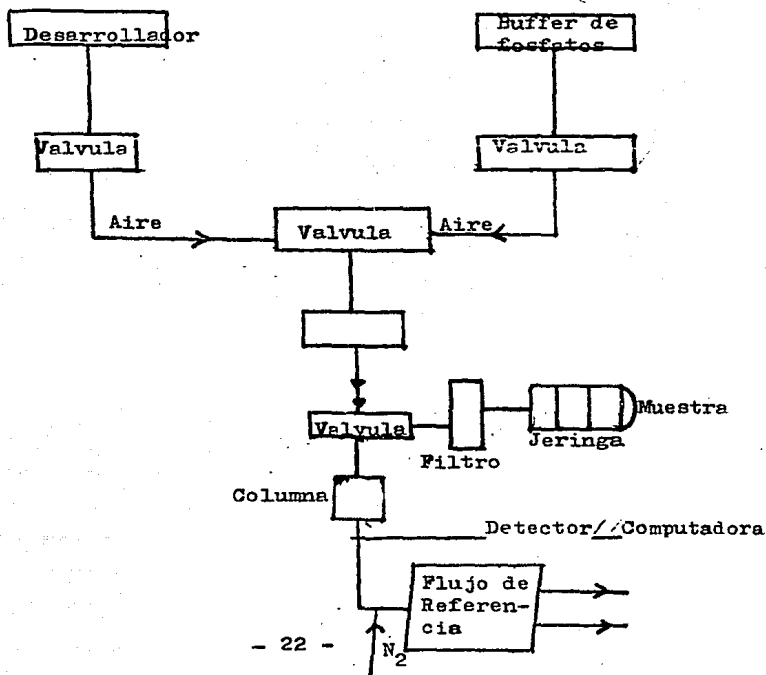 Desarrollador
Buffer de
fosfatos
Valvula
Valvula
Aire
Valvula
Aire
Valvula
Filtro
Jeringa
Muestra
Columna
Detector//Computadora
Flujo de
Referen-
cia
N2
- 22 -